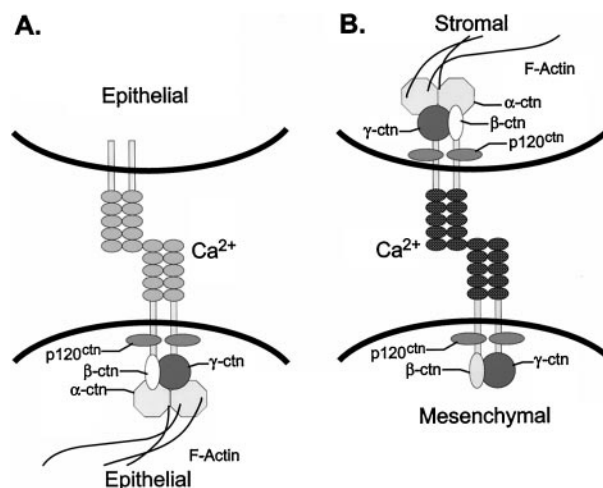 A.
Epithelial
Ca²⁺
p120ᶜᵗⁿ
β-ctn
γ-ctn
α-ctn
F-Actin
Epithelial
B.
Stromal
F-Actin
α-ctn
γ-ctn
β-ctn
p120ᶜᵗⁿ
Ca²⁺
p120ᶜᵗⁿ
β-ctn
γ-ctn
Mesenchymal